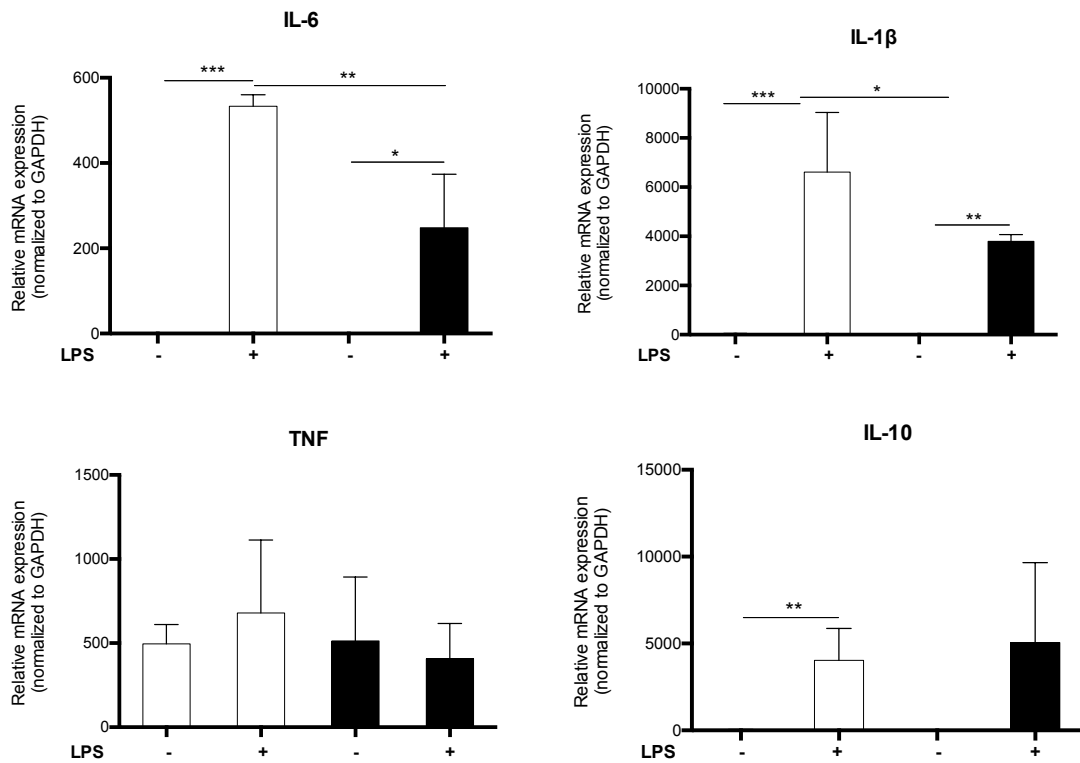 IL-6
Relative mRNA expression
(normalized to GAPDH)
600
400
200
0
***
**
*
LPS - + - +
IL-1β
Relative mRNA expression
(normalized to GAPDH)
10000
8000
6000
4000
2000
0
***
*
**
LPS - + - +
TNF
Relative mRNA expression
(normalized to GAPDH)
1500
1000
500
0
LPS - + - +
IL-10
Relative mRNA expression
(normalized to GAPDH)
15000
10000
5000
0
**
LPS - + - +